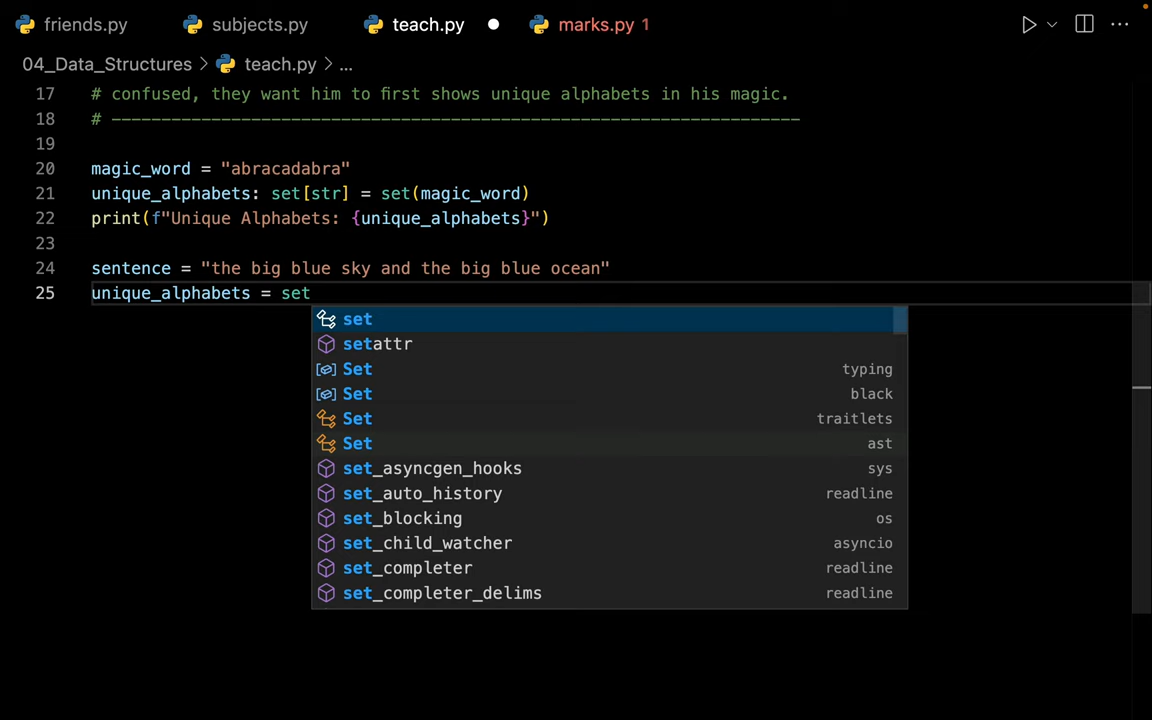 friends.py subjects.py teach.py marks.py 1
04_Data_Structures > teach.py > ...
17 # confused, they want him to first shows unique alphabets in his magic.
18 # ---------------------------------------------------------------------
19
20 magic_word = "abracadabra"
21 unique_alphabets: set[str] = set(magic_word)
22 print(f"Unique Alphabets: {unique_alphabets}")
23
24 sentence = "the big blue sky and the big blue ocean"
25 unique_alphabets = set
set
setattr
Set typing
Set black
Set traitlets
Set ast
set_asyncgen_hooks sys
set_auto_history readline
set_blocking os
set_child_watcher asyncio
set_completer readline
set_completer_delims readline